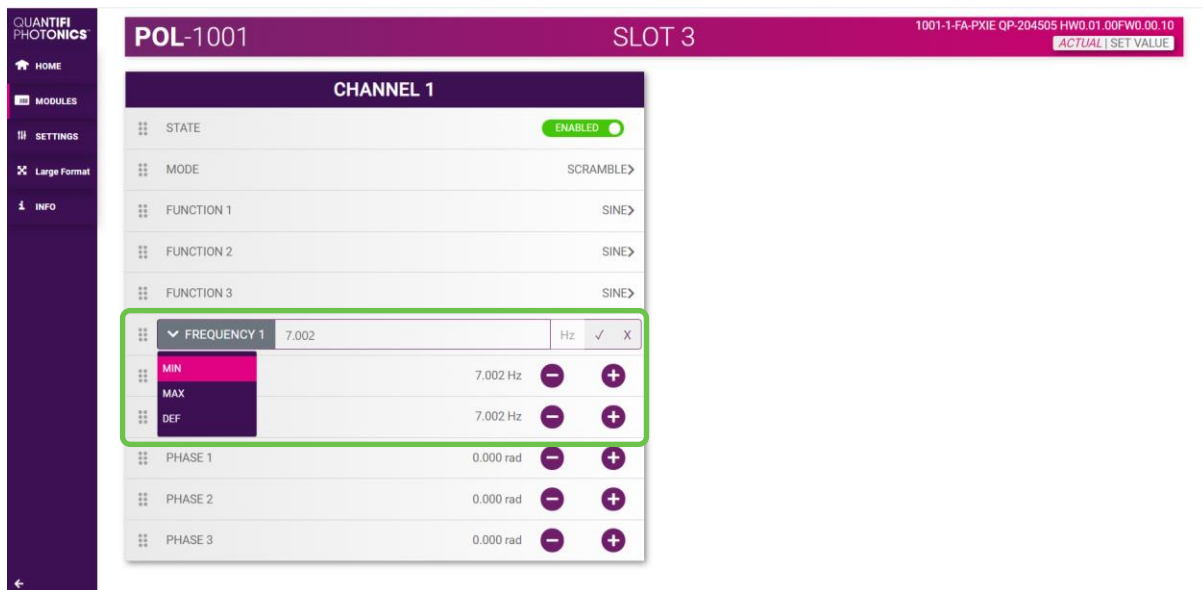 QUANTIFI
PHOTONICS™
HOME
MODULES
SETTINGS
Large Format
INFO
POL-1001
SLOT 3
1001-1-FA-PXIE QP-204505 HW0.01.00FW0.00.10
ACTUAL | SET VALUE
CHANNEL 1
STATE ENABLED
MODE SCRAMBLE
FUNCTION 1 SINE
FUNCTION 2 SINE
FUNCTION 3 SINE
FREQUENCY 1 7.002 Hz ✓ X
MIN 7.002 Hz
MAX
DEF 7.002 Hz
PHASE 1 0.000 rad
PHASE 2 0.000 rad
PHASE 3 0.000 rad